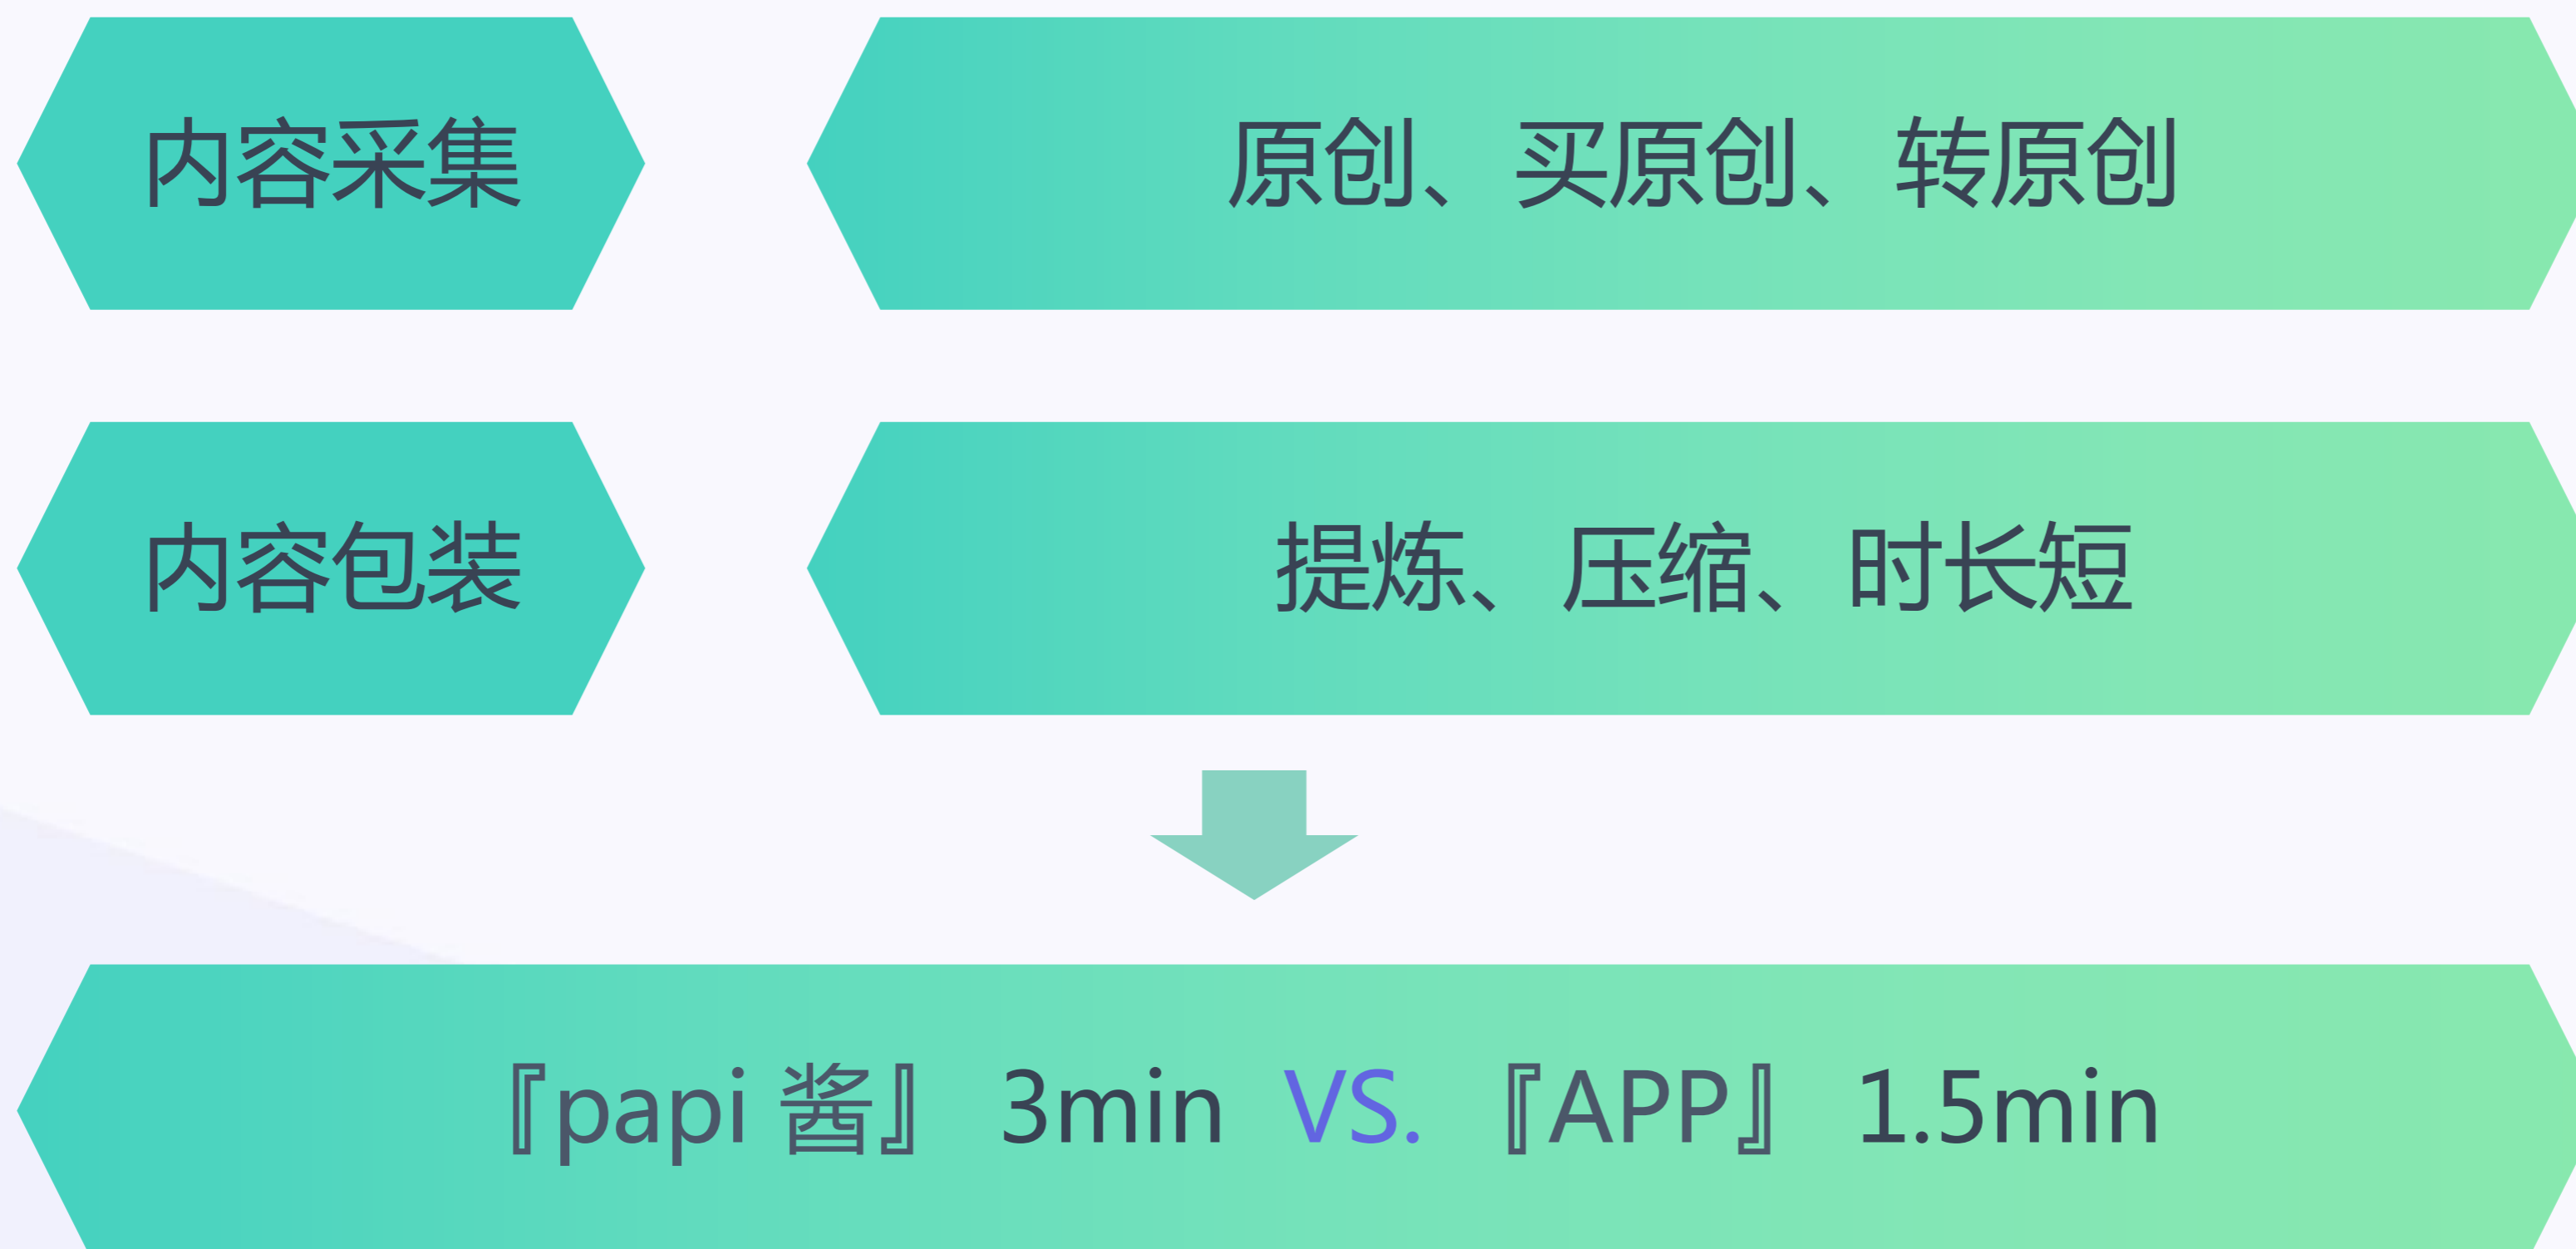 内容采集
原创、买原创、转原创
内容包装
提炼、压缩、时长短
『papi 酱』 3min VS. 『APP』 1.5min